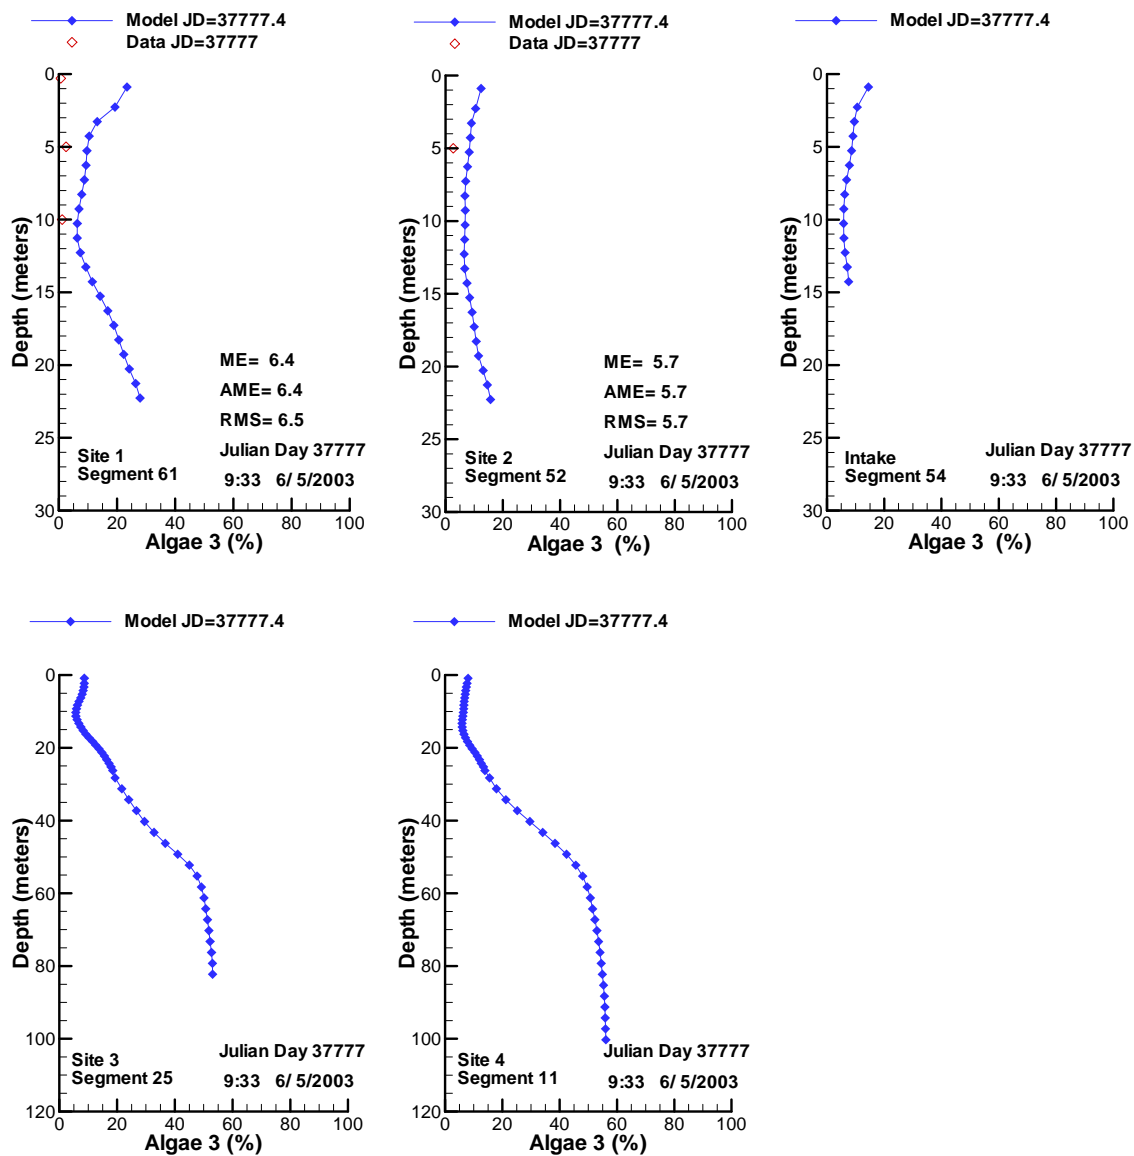 Model JD=37777.4
Data JD=37777
0
5
10
15
20
25
30
Depth (meters)
ME= 6.4
AME= 6.4
RMS= 6.5
Site 1
Segment 61
Julian Day 37777
9:33 6/ 5/2003
0 20 40 60 80 100
Algae 3 (%)
Model JD=37777.4
Data JD=37777
0
5
10
15
20
25
30
Depth (meters)
ME= 5.7
AME= 5.7
RMS= 5.7
Site 2
Segment 52
Julian Day 37777
9:33 6/ 5/2003
0 20 40 60 80 100
Algae 3 (%)
Model JD=37777.4
0
5
10
15
20
25
30
Depth (meters)
Intake
Segment 54
Julian Day 37777
9:33 6/ 5/2003
0 20 40 60 80 100
Algae 3 (%)
Model JD=37777.4
0
20
40
60
80
100
120
Depth (meters)
Site 3
Segment 25
Julian Day 37777
9:33 6/ 5/2003
0 20 40 60 80 100
Algae 3 (%)
Model JD=37777.4
0
20
40
60
80
100
120
Depth (meters)
Site 4
Segment 11
Julian Day 37777
9:33 6/ 5/2003
0 20 40 60 80 100
Algae 3 (%)